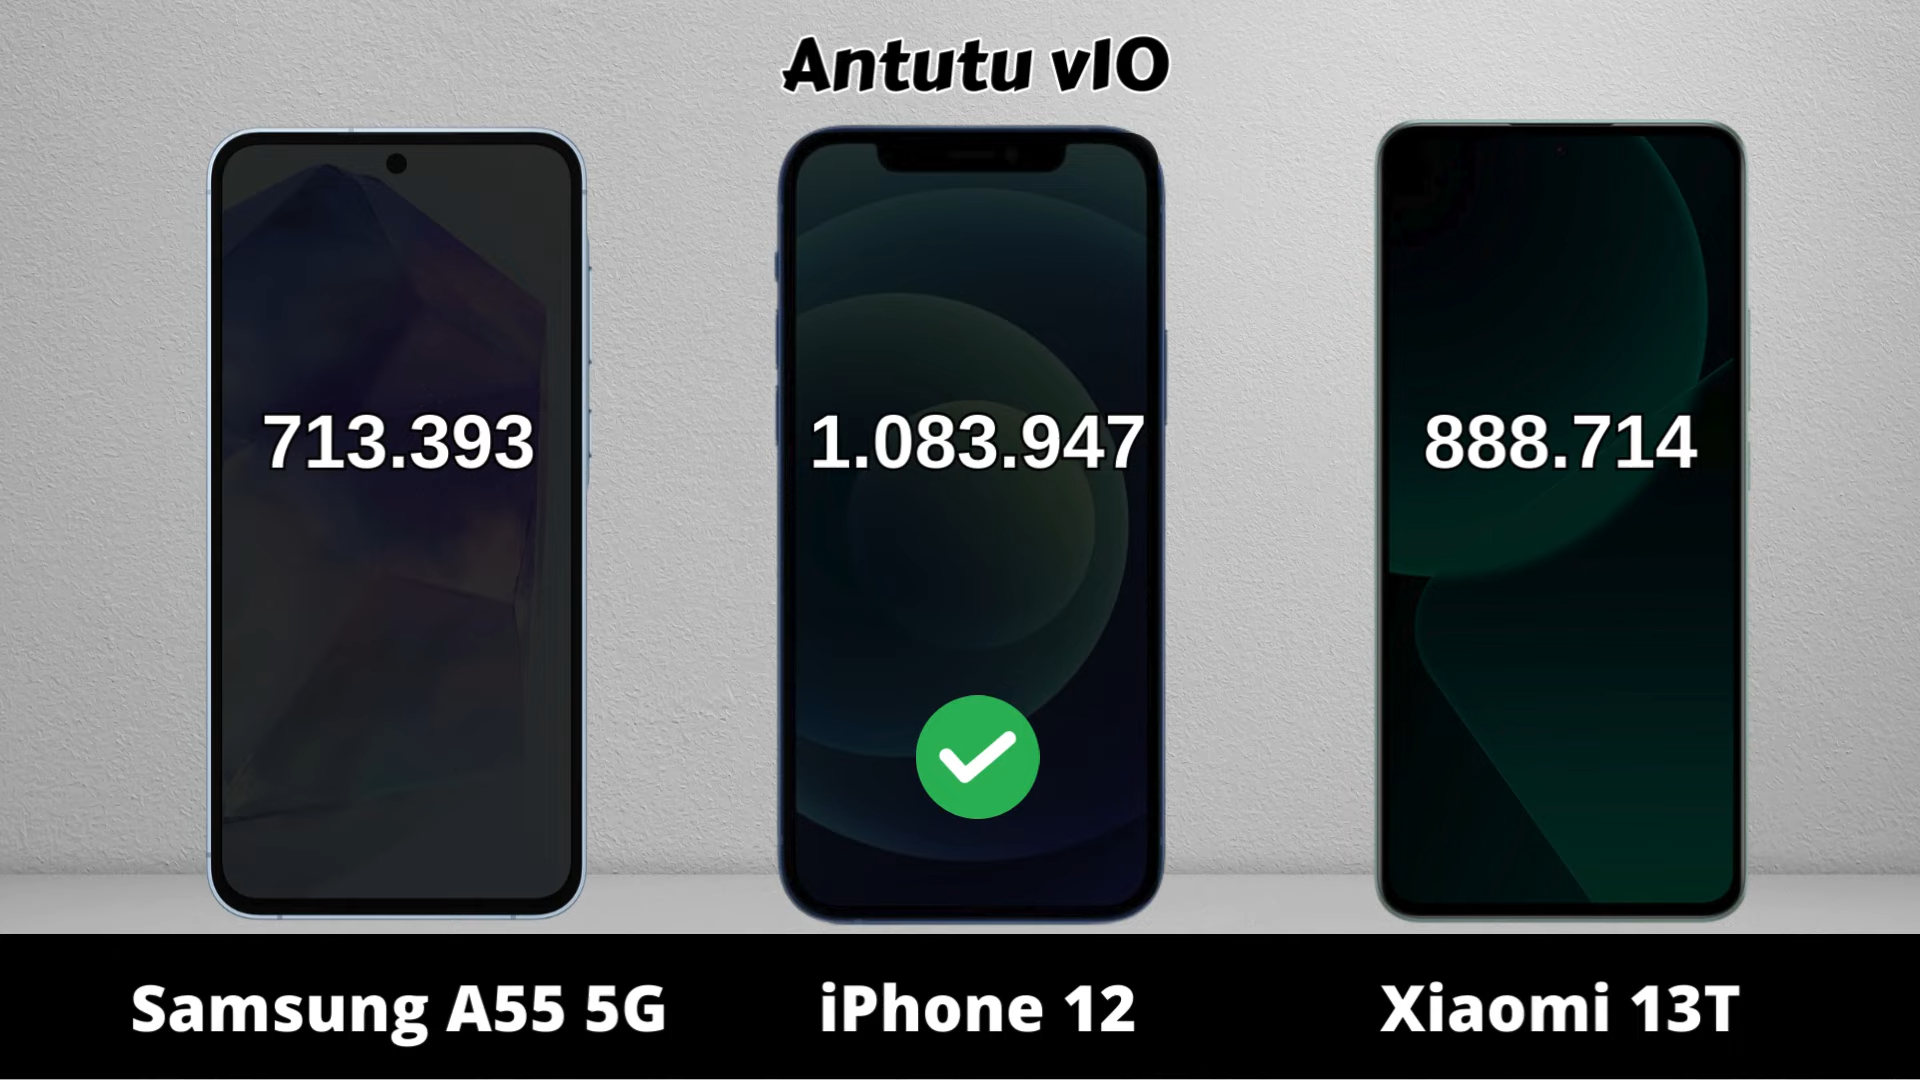 Antutu v10
713.393
1.083.947
888.714
Samsung A55 5G
iPhone 12
Xiaomi 13T